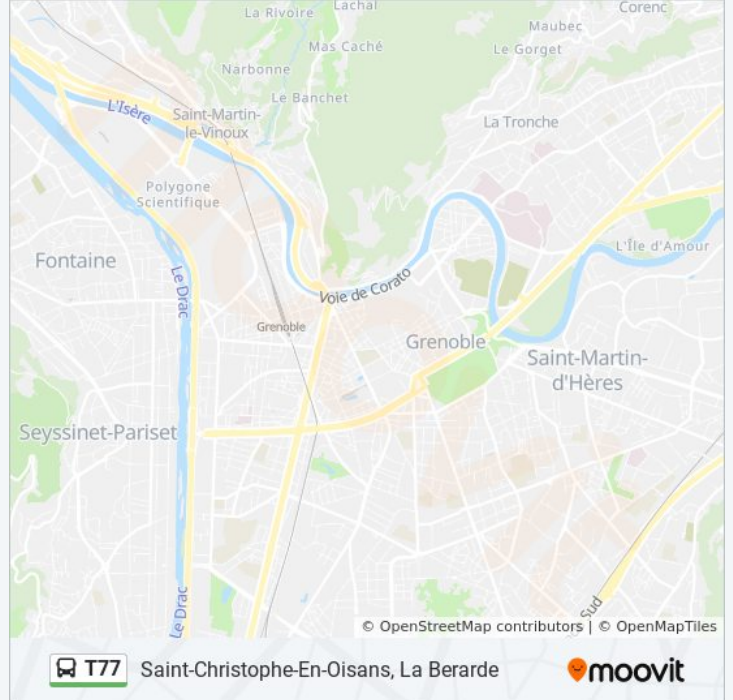 La Rivoire
Lachal
Corenc
Maubec
Mas Caché
Le Gorget
Narbonne
Le Banchet
L'Isère
Saint-Martin-
le-Vinoux
La Tronche
Polygone
Scientifique
L'Île d'Amour
Fontaine
Le Drac
Voie de Corato
Grenoble
Grenoble
Saint-Martin-
d'Hères
Seyssinet-Pariset
Le Drac
Sud
© OpenStreetMap contributors | © OpenMapTiles
T77 Saint-Christophe-En-Oisans, La Berarde
moovit